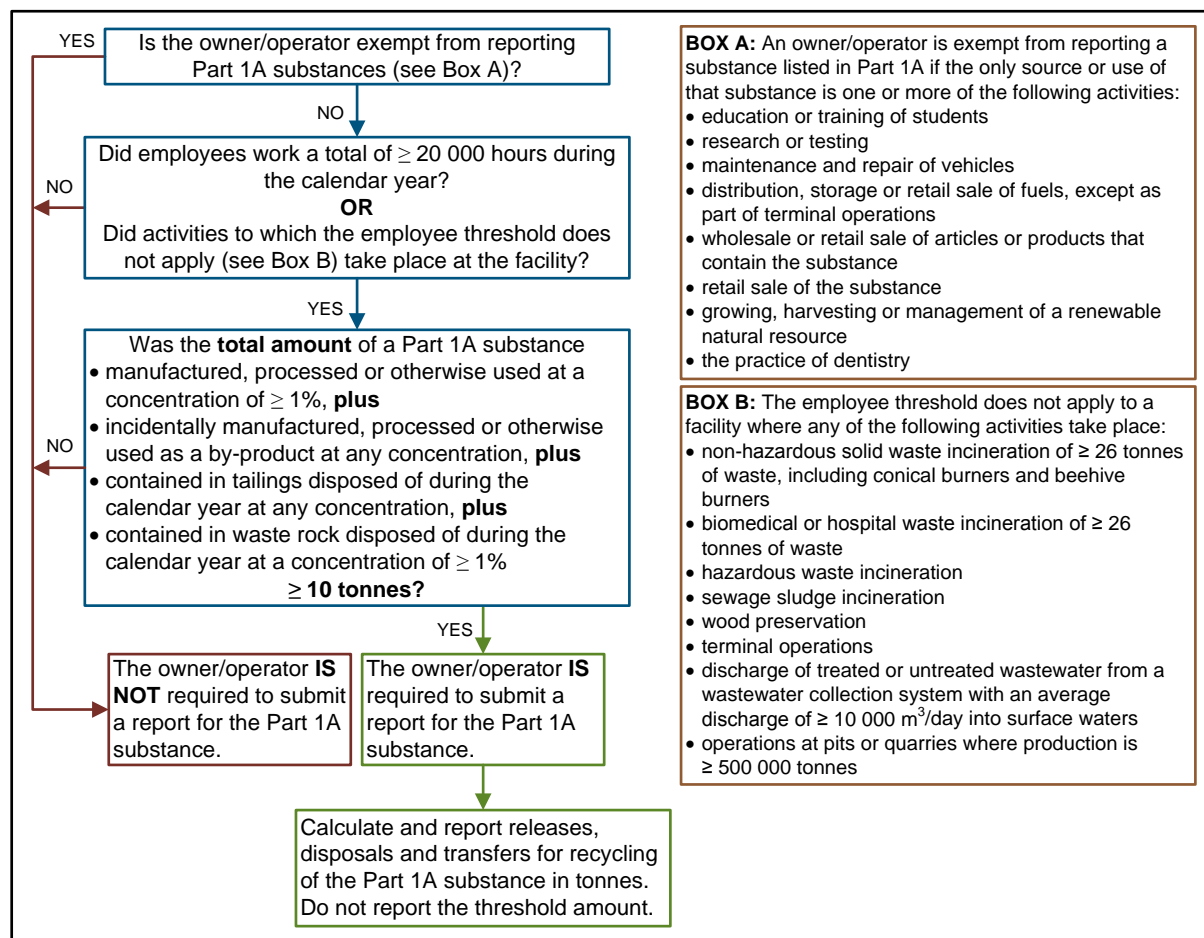 YES
Is the owner/operator exempt from reporting
Part 1A substances (see Box A)?
NO
Did employees work a total of ≥ 20 000 hours during
the calendar year?
OR
Did activities to which the employee threshold does
not apply (see Box B) take place at the facility?
NO
YES
Was the total amount of a Part 1A substance
• manufactured, processed or otherwise used at a
concentration of ≥ 1%, plus
• incidentally manufactured, processed or otherwise
used as a by-product at any concentration, plus
• contained in tailings disposed of during the
calendar year at any concentration, plus
• contained in waste rock disposed of during the
calendar year at a concentration of ≥ 1%
≥ 10 tonnes?
NO
YES
The owner/operator IS
NOT required to submit
a report for the Part 1A
substance.
The owner/operator IS
required to submit a
report for the Part 1A
substance.
Calculate and report releases,
disposals and transfers for recycling
of the Part 1A substance in tonnes.
Do not report the threshold amount.
BOX A: An owner/operator is exempt from reporting a
substance listed in Part 1A if the only source or use of
that substance is one or more of the following activities:
• education or training of students
• research or testing
• maintenance and repair of vehicles
• distribution, storage or retail sale of fuels, except as
part of terminal operations
• wholesale or retail sale of articles or products that
contain the substance
• retail sale of the substance
• growing, harvesting or management of a renewable
natural resource
• the practice of dentistry
BOX B: The employee threshold does not apply to a
facility where any of the following activities take place:
• non-hazardous solid waste incineration of ≥ 26 tonnes
of waste, including conical burners and beehive
burners
• biomedical or hospital waste incineration of ≥ 26
tonnes of waste
• hazardous waste incineration
• sewage sludge incineration
• wood preservation
• terminal operations
• discharge of treated or untreated wastewater from a
wastewater collection system with an average
discharge of ≥ 10 000 m³/day into surface waters
• operations at pits or quarries where production is
≥ 500 000 tonnes